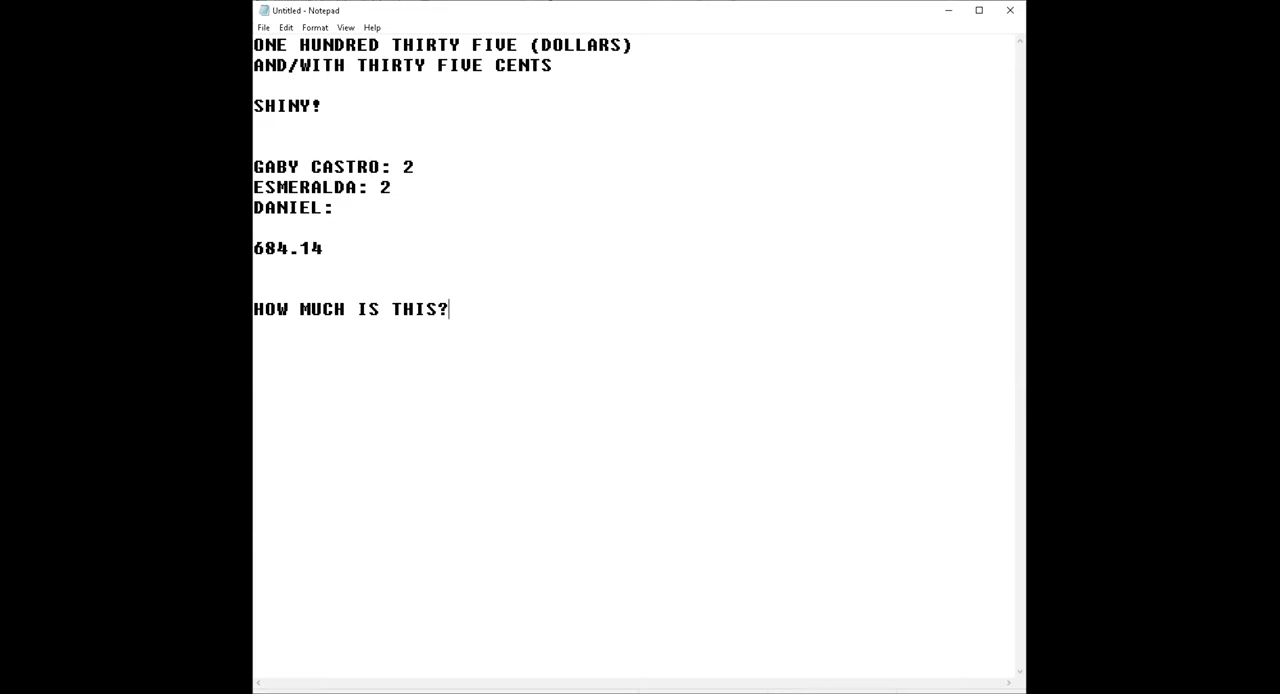 Untitled - Notepad
File Edit Format View Help
ONE HUNDRED THIRTY FIVE (DOLLARS)
AND/WITH THIRTY FIVE CENTS
SHINY!
GABY CASTRO: 2
ESMERALDA: 2
DANIEL:
684.14
HOW MUCH IS THIS?